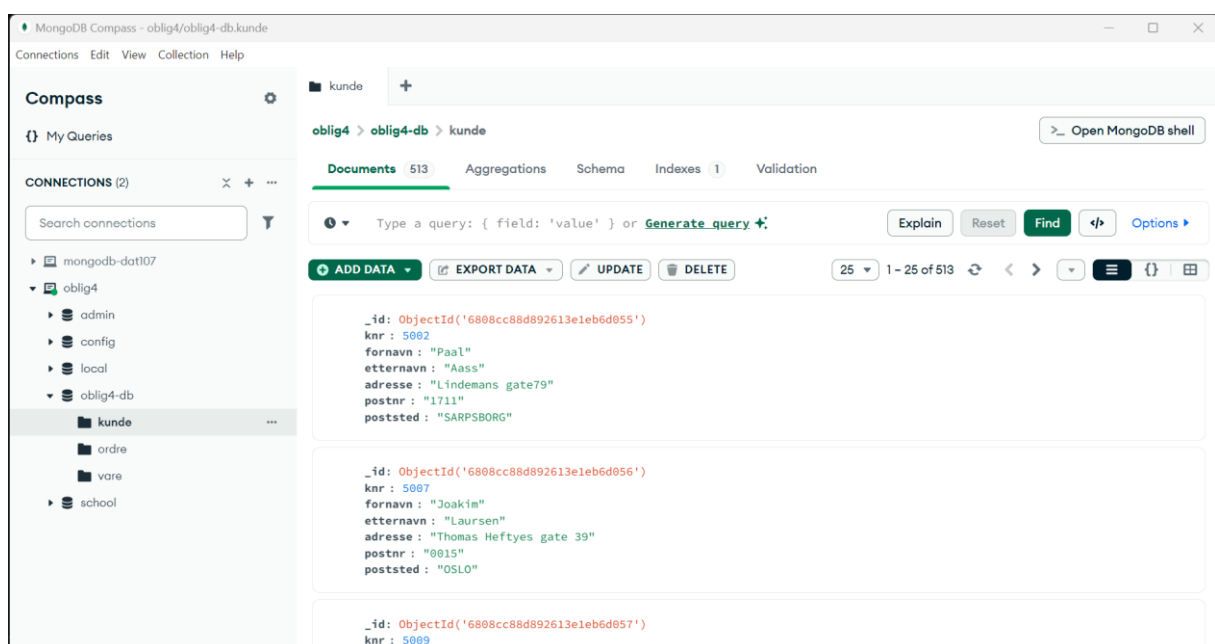 MongoDB Compass - oblig4/oblig4-db.kunde
Connections Edit View Collection Help
Compass
{} My Queries
CONNECTIONS (2)
Search connections
mongodb-dat107
oblig4
admin
config
local
oblig4-db
kunde
ordre
vare
school
kunde
oblig4 > oblig4-db > kunde
>_ Open MongoDB shell
Documents 513 Aggregations Schema Indexes 1 Validation
Type a query: { field: 'value' } or Generate query
Explain Reset Find </> Options
ADD DATA EXPORT DATA UPDATE DELETE
25 1 – 25 of 513 {}
_id: ObjectId('6808cc88d892613e1eb6d055')
knr : 5002
fornavn : "Paal"
etternavn : "Aass"
adresse : "Lindemans gate79"
postnr : "1711"
poststed : "SARPSBORG"
_id: ObjectId('6808cc88d892613e1eb6d056')
knr : 5007
fornavn : "Joakim"
etternavn : "Laursen"
adresse : "Thomas Heftyes gate 39"
postnr : "0015"
poststed : "OSLO"
_id: ObjectId('6808cc88d892613e1eb6d057')
knr : 5009